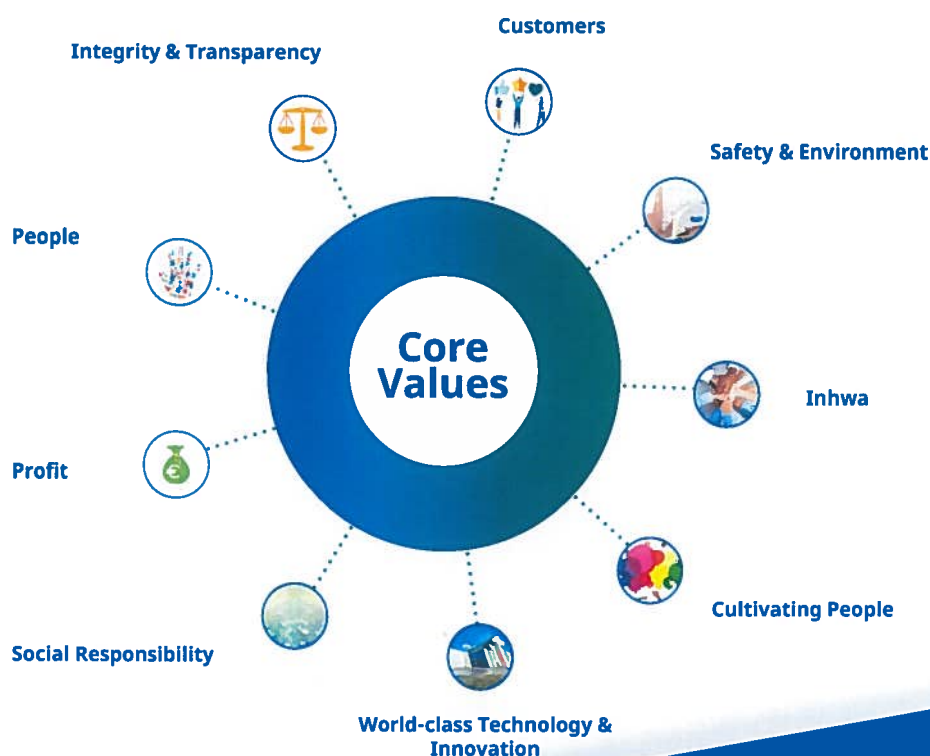 Customers
Integrity & Transparency
Safety & Environment
People
Core
Values
Inhwa
Profit
Cultivating People
Social Responsibility
World-class Technology &
Innovation